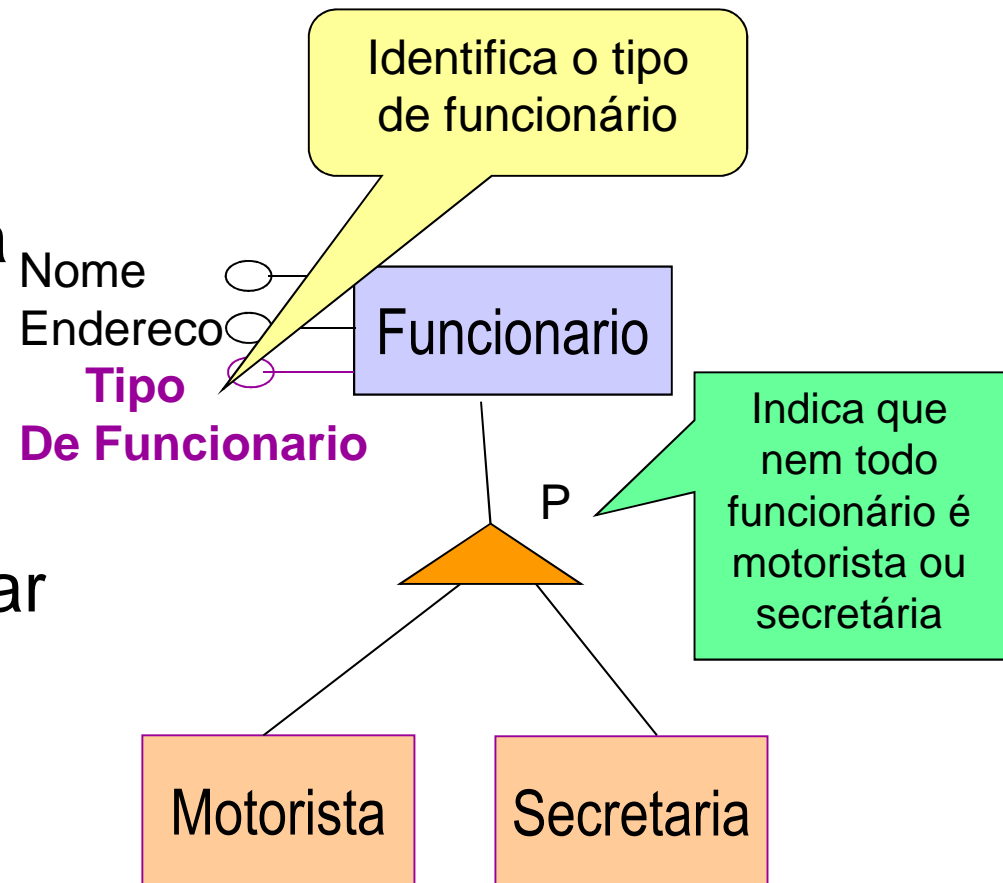 Identifica o tipo
de funcionário
a
Nome
Endereco
Tipo
De Funcionario
Funcionario
P
Indica que
nem todo
funcionário é
motorista ou
secretária
ar
Motorista
Secretaria